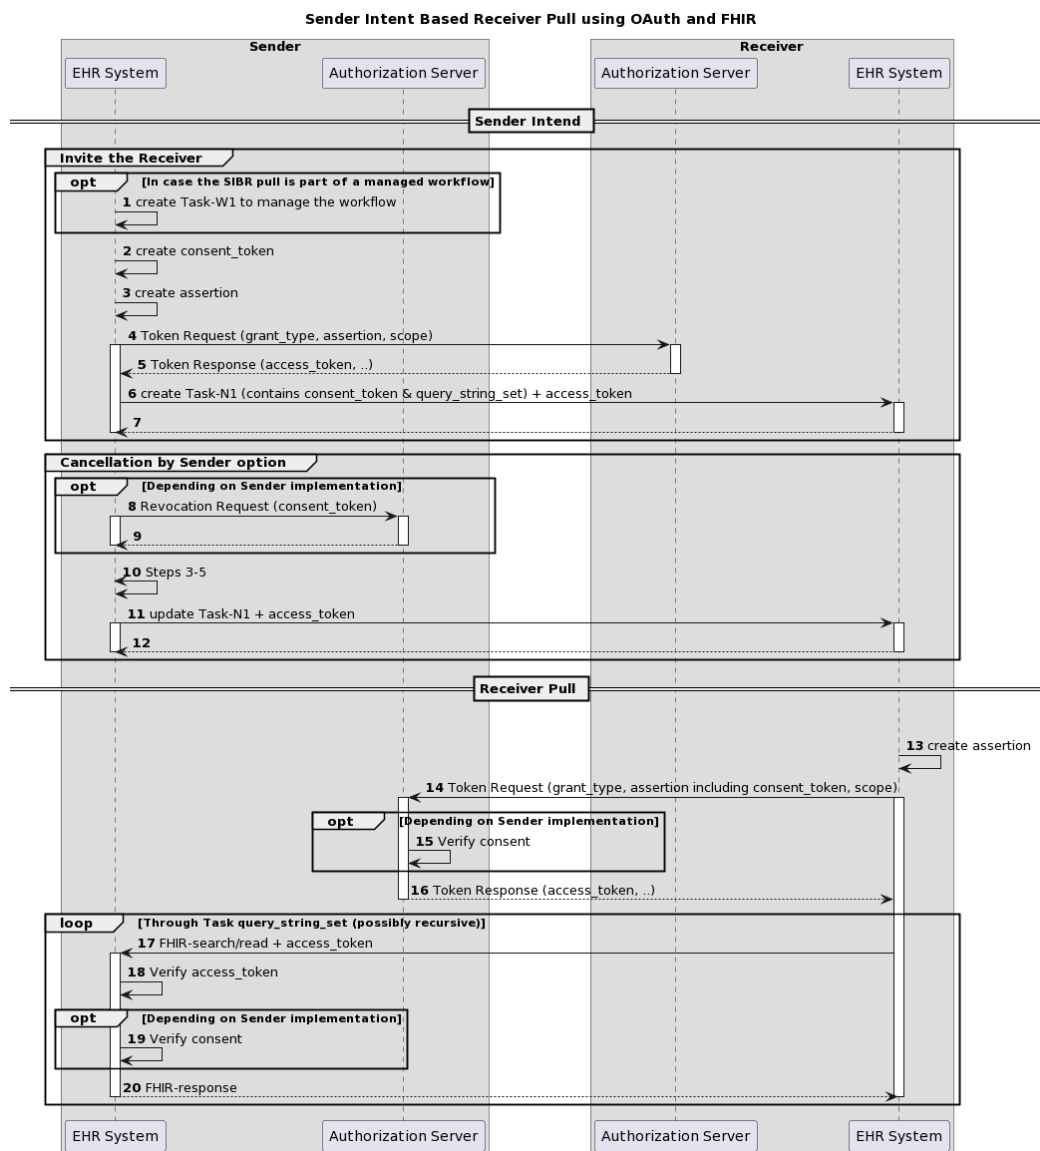 Sender Intent Based Receiver Pull using OAuth and FHIR
Sender
Receiver
EHR System
Authorization Server
Authorization Server
EHR System
Sender Intend
Invite the Receiver
opt [In case the SIBR pull is part of a managed workflow]
1 create Task-W1 to manage the workflow
2 create consent_token
3 create assertion
4 Token Request (grant_type, assertion, scope)
5 Token Response (access_token, ..)
6 create Task-N1 (contains consent_token & query_string_set) + access_token
7
Cancellation by Sender option
opt [Depending on Sender implementation]
8 Revocation Request (consent_token)
9
10 Steps 3-5
11 update Task-N1 + access_token
12
Receiver Pull
13 create assertion
14 Token Request (grant_type, assertion including consent_token, scope)
opt [Depending on Sender implementation]
15 Verify consent
16 Token Response (access_token, ..)
loop [Through Task query_string_set (possibly recursive)]
17 FHIR-search/read + access_token
18 Verify access_token
opt [Depending on Sender implementation]
19 Verify consent
20 FHIR-response
EHR System
Authorization Server
Authorization Server
EHR System